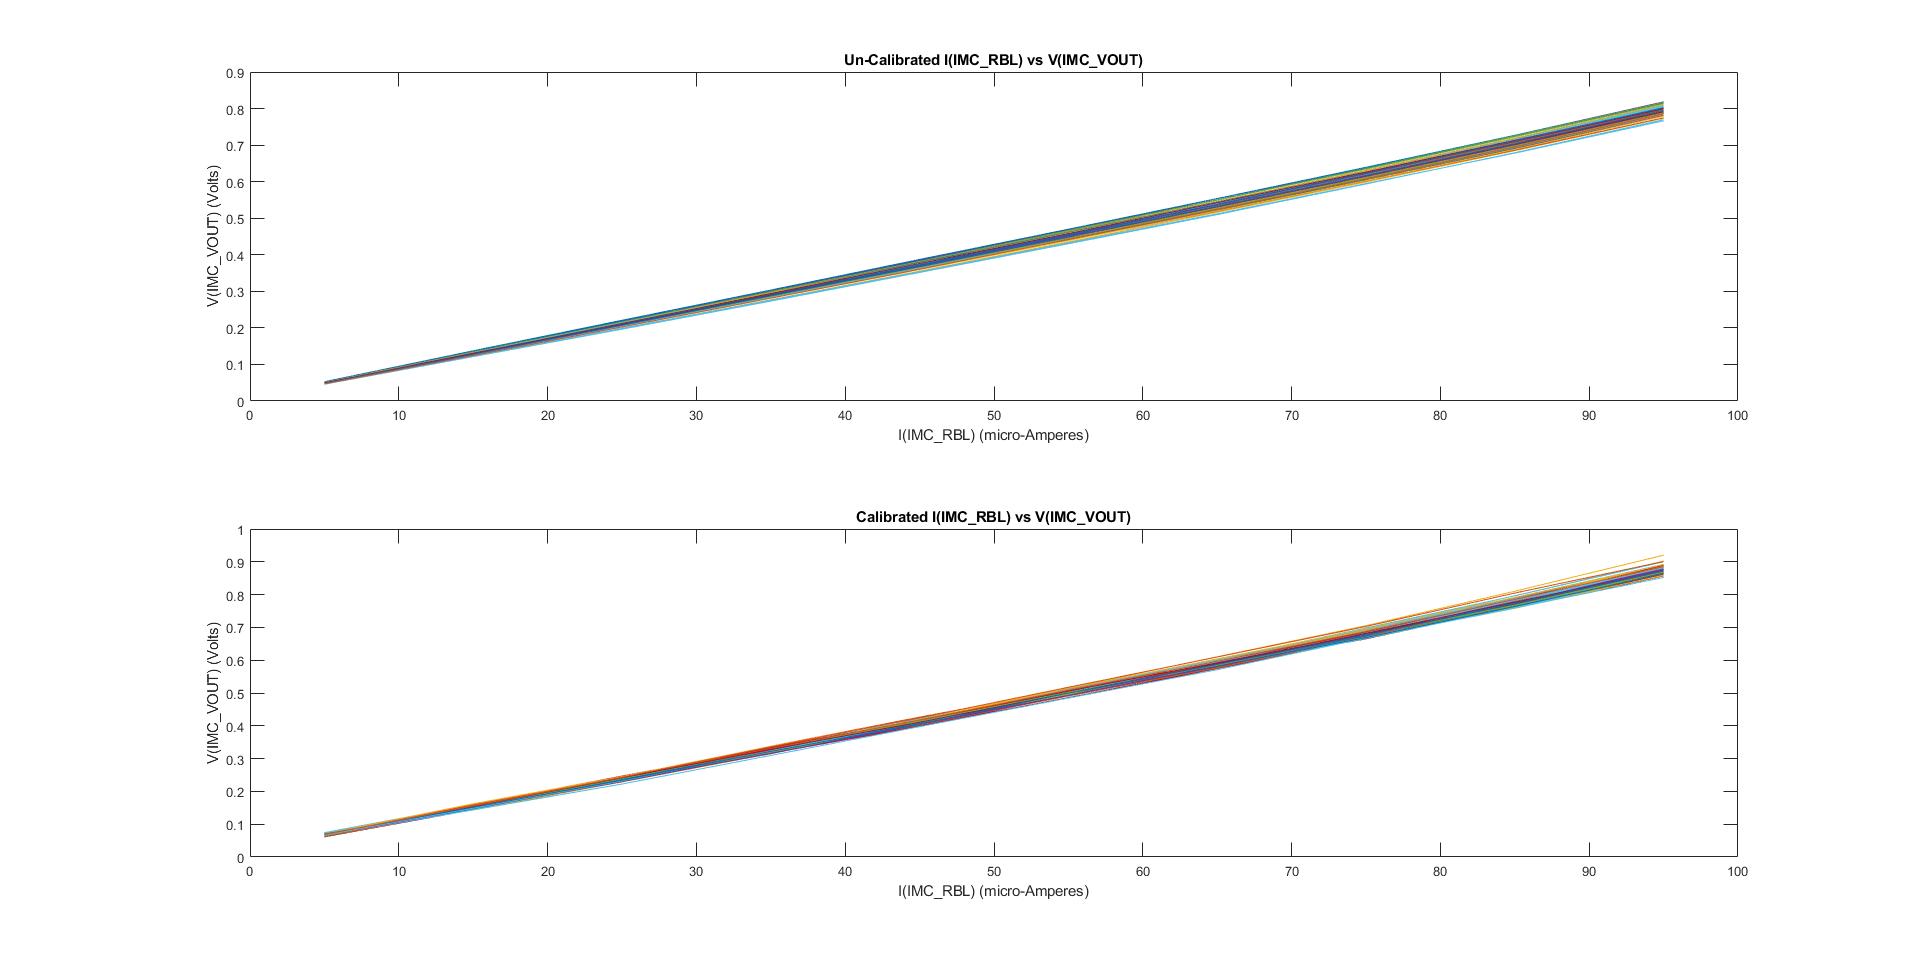 Un-Calibrated I(IMC_RBL) vs V(IMC_VOUT)
0.9
0.8
0.7
0.6
0.5
0.4
0.3
0.2
0.1
0
V(IMC_VOUT) (Volts)
0 10 20 30 40 50 60 70 80 90 100
I(IMC_RBL) (micro-Amperes)
Calibrated I(IMC_RBL) vs V(IMC_VOUT)
1
0.9
0.8
0.7
0.6
0.5
0.4
0.3
0.2
0.1
0
V(IMC_VOUT) (Volts)
0 10 20 30 40 50 60 70 80 90 100
I(IMC_RBL) (micro-Amperes)